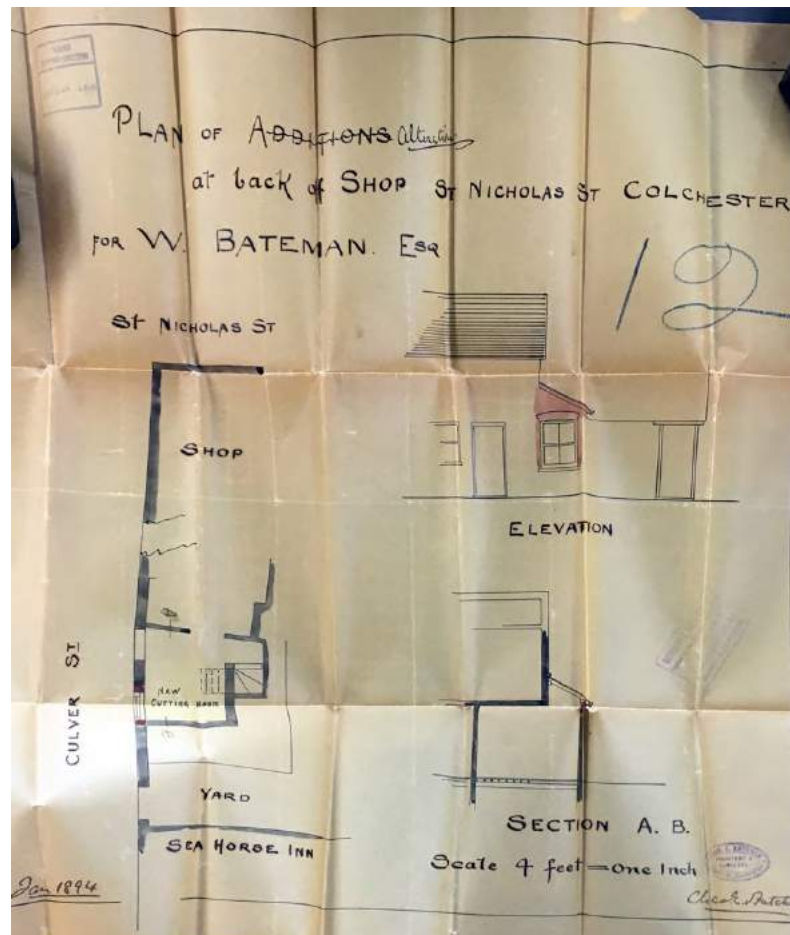 PLAN OF ADDITIONS Alterations
at back of SHOP ST NICHOLAS ST COLCHESTER
FOR W. BATEMAN. ESQ
12
St NICHOLAS ST
SHOP
ELEVATION
CULVER ST
NEW
CUTTING ROOM
YARD
SEA HORSE INN
SECTION A. B.
Scale 4 feet = one Inch
Jan 1894